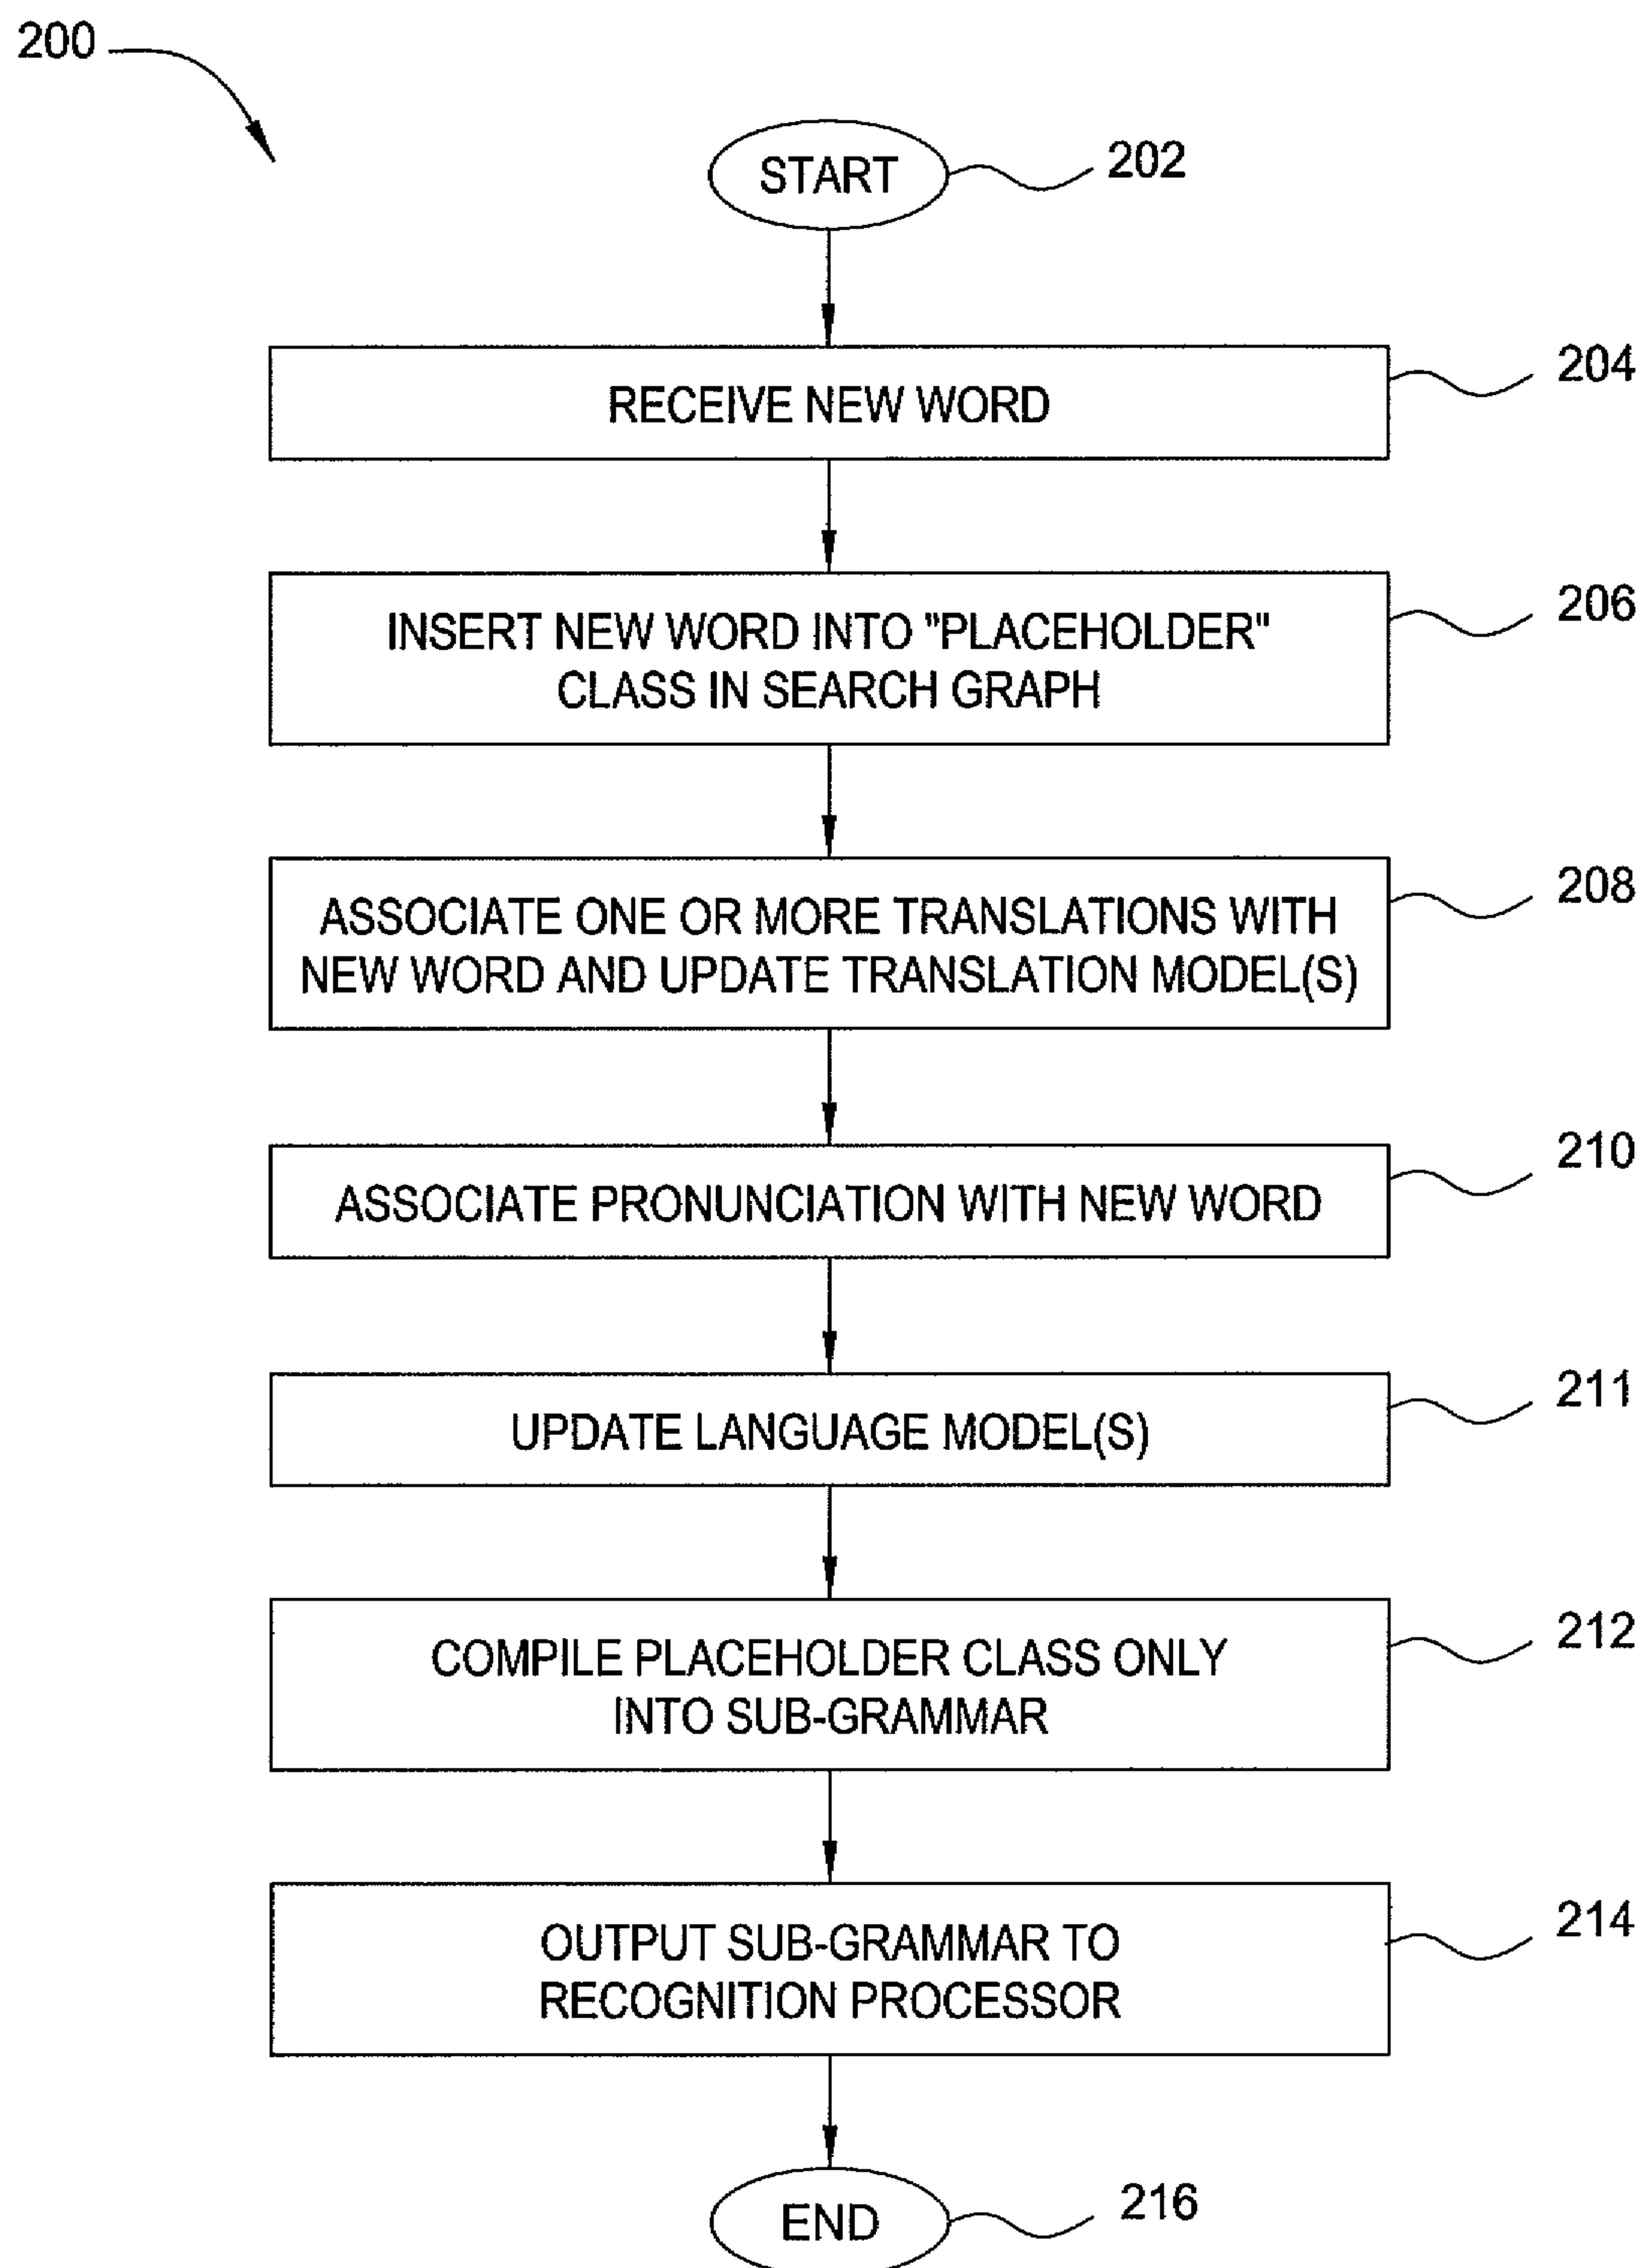 200
START
202
RECEIVE NEW WORD
204
INSERT NEW WORD INTO "PLACEHOLDER"
CLASS IN SEARCH GRAPH
206
ASSOCIATE ONE OR MORE TRANSLATIONS WITH
NEW WORD AND UPDATE TRANSLATION MODEL(S)
208
ASSOCIATE PRONUNCIATION WITH NEW WORD
210
UPDATE LANGUAGE MODEL(S)
211
COMPILE PLACEHOLDER CLASS ONLY
INTO SUB-GRAMMAR
212
OUTPUT SUB-GRAMMAR TO
RECOGNITION PROCESSOR
214
END
216